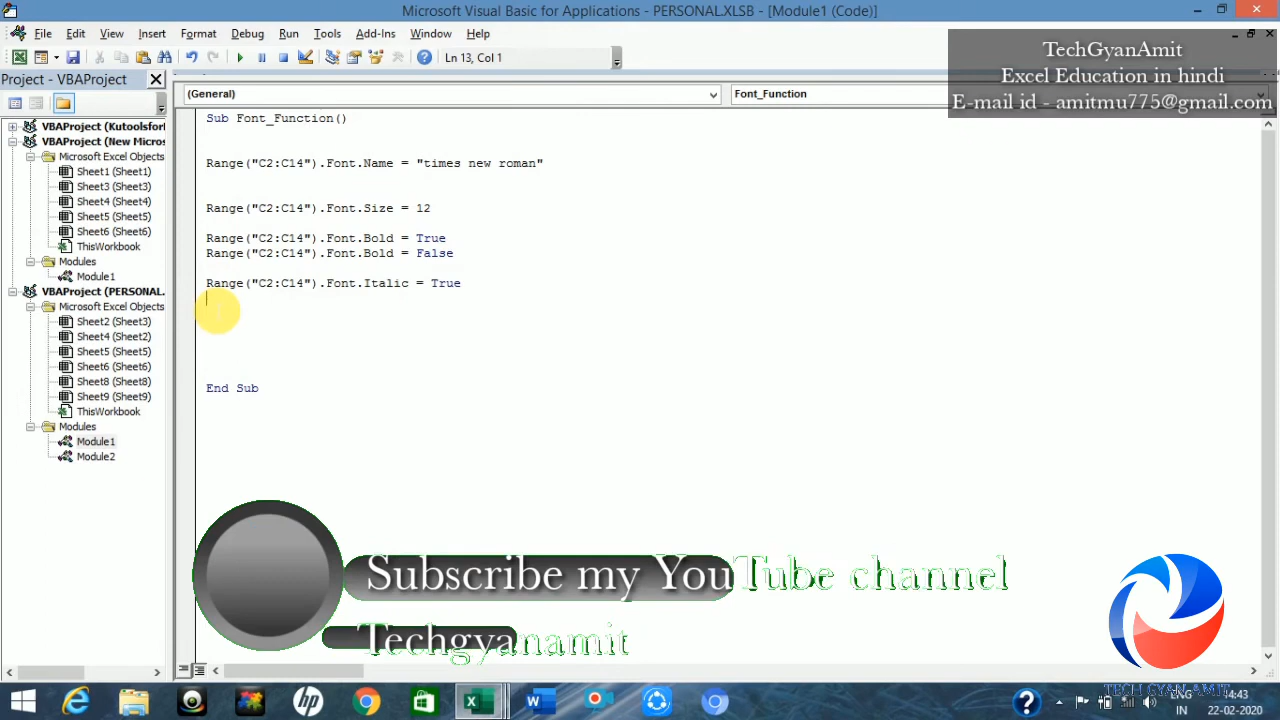 Microsoft Visual Basic for Applications - PERSONAL.XLSB - [Module1 (Code)]
File Edit View Insert Format Debug Run Tools Add-Ins Window Help
Ln 13, Col 1
TechGyanAmit
Excel Education in hindi
E-mail id - amitmu775@gmail.com
Project - VBAProject
(General)
Font_Function
VBAProject (Kutoolsfor
VBAProject (New Micros
Microsoft Excel Objects
Sheet1 (Sheet1)
Sheet3 (Sheet3)
Sheet4 (Sheet4)
Sheet5 (Sheet5)
Sheet6 (Sheet6)
ThisWorkbook
Modules
Module1
VBAProject (PERSONAL.
Microsoft Excel Objects
Sheet2 (Sheet3)
Sheet4 (Sheet2)
Sheet5 (Sheet5)
Sheet6 (Sheet6)
Sheet8 (Sheet8)
Sheet9 (Sheet9)
ThisWorkbook
Modules
Module1
Module2
Sub Font_Function()
Range("C2:C14").Font.Name = "times new roman"
Range("C2:C14").Font.Size = 12
Range("C2:C14").Font.Bold = True
Range("C2:C14").Font.Bold = False
Range("C2:C14").Font.Italic = True
End Sub
Subscribe my YouTube channel
Techgyanamit
TECH GYAN AMIT
ENG
IN
14:43
22-02-2020